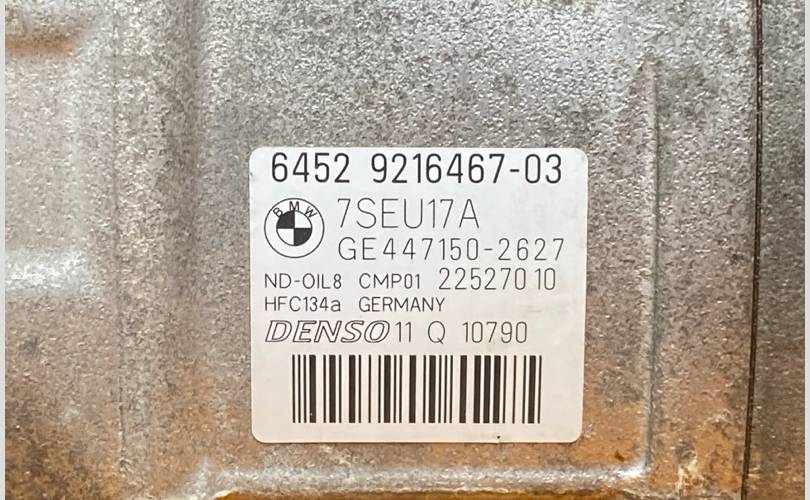 6452 9216467-03
BMW 7SEU17A
GE447150-2627
ND-OIL8 CMP01 22527010
HFC134a GERMANY
DENSO 11 Q 10790